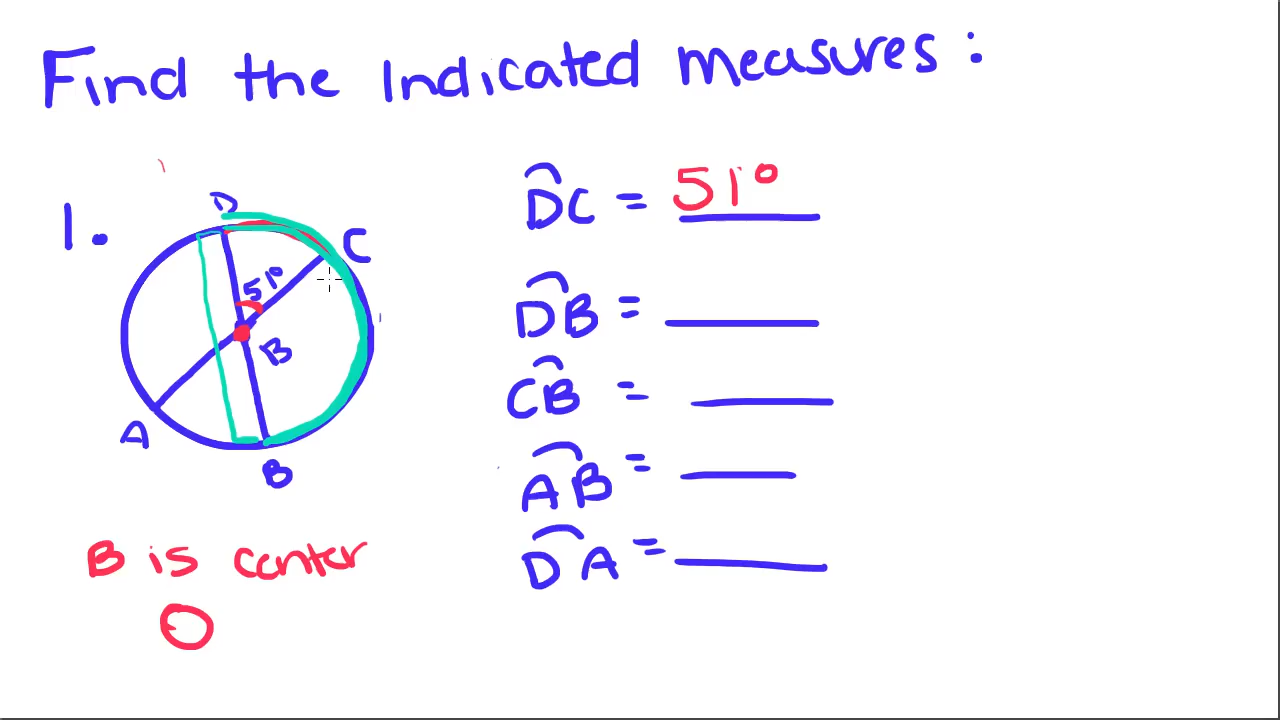 Find the Indicated measures:
1.
D
C
51°
B
A
B
B is center
DC = 51°
DB =
CB =
AB =
DA =